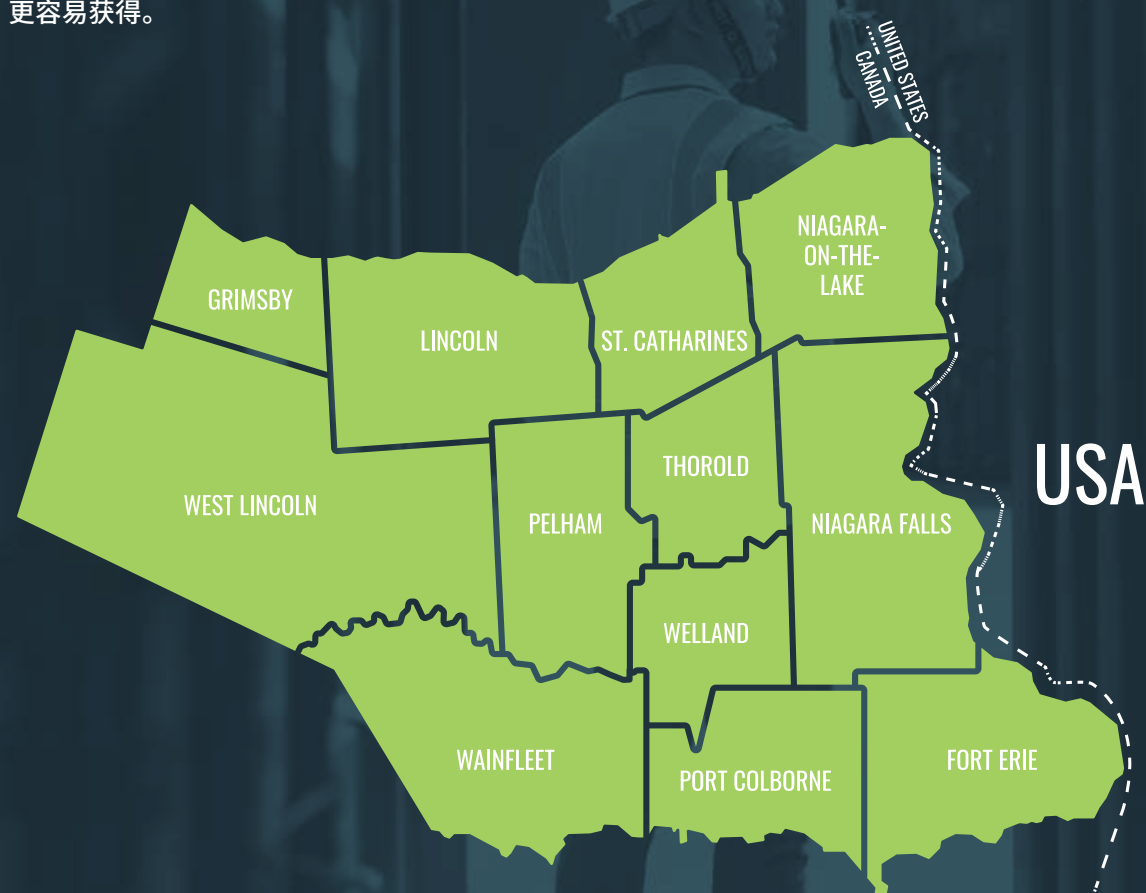 更容易获得。
UNITED STATES
CANADA
NIAGARA-
ON-THE-
LAKE
GRIMSBY
LINCOLN
ST. CATHARINES
THOROLD
WEST LINCOLN
PELHAM
NIAGARA FALLS
USA
WELLAND
WAINFLEET
PORT COLBORNE
FORT ERIE